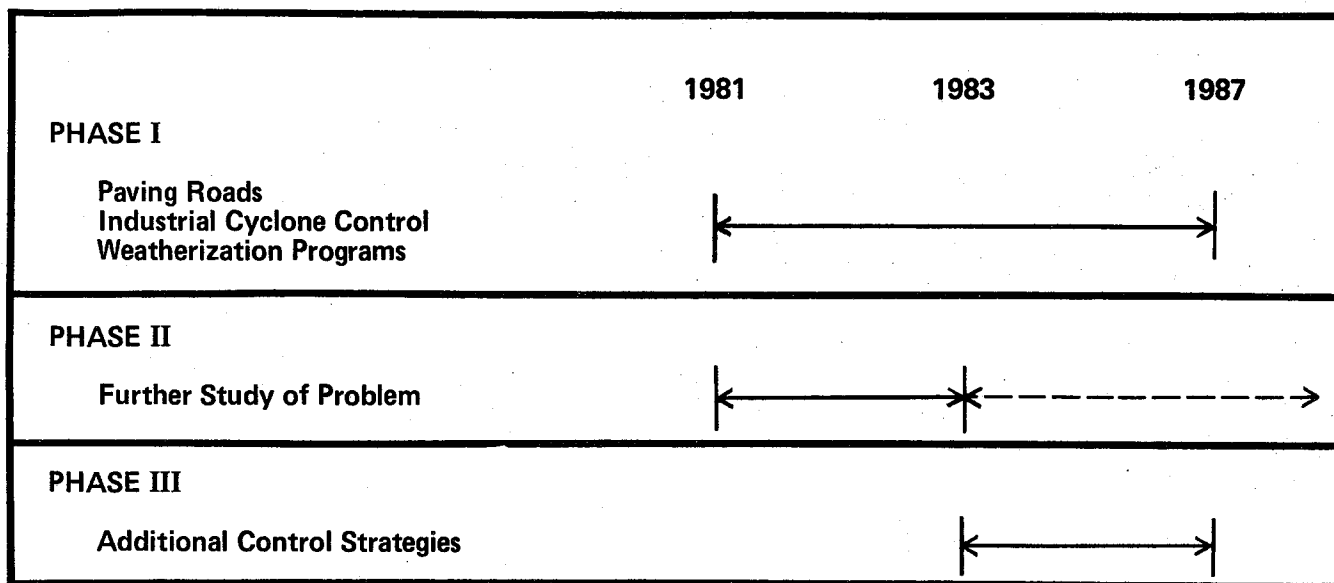 1981 1983 1987
PHASE I
Paving Roads
Industrial Cyclone Control
Weatherization Programs
PHASE II
Further Study of Problem
PHASE III
Additional Control Strategies